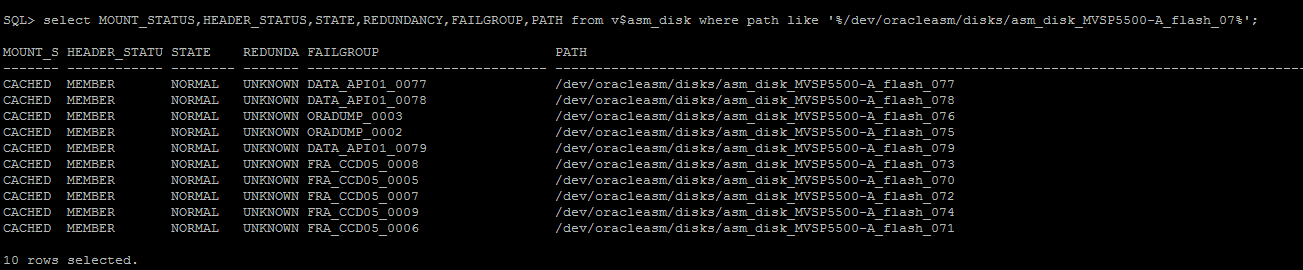 SQL> select MOUNT_STATUS,HEADER_STATUS,STATE,REDUNDANCY,FAILGROUP,PATH from v$asm_disk where path like '%/dev/oracleasm/disks/asm_disk_MVSP5500-A_flash_07%';
MOUNT_S HEADER_STATU STATE    REDUNDA FAILGROUP                      PATH
------- ------------ -------- ------- ------------------------------ ----------------------------------------------------------------------------------------------
CACHED  MEMBER       NORMAL   UNKNOWN DATA_API01_0077                /dev/oracleasm/disks/asm_disk_MVSP5500-A_flash_077
CACHED  MEMBER       NORMAL   UNKNOWN DATA_API01_0078                /dev/oracleasm/disks/asm_disk_MVSP5500-A_flash_078
CACHED  MEMBER       NORMAL   UNKNOWN ORADUMP_0003                   /dev/oracleasm/disks/asm_disk_MVSP5500-A_flash_076
CACHED  MEMBER       NORMAL   UNKNOWN ORADUMP_0002                   /dev/oracleasm/disks/asm_disk_MVSP5500-A_flash_075
CACHED  MEMBER       NORMAL   UNKNOWN DATA_API01_0079                /dev/oracleasm/disks/asm_disk_MVSP5500-A_flash_079
CACHED  MEMBER       NORMAL   UNKNOWN FRA_CCD05_0008                 /dev/oracleasm/disks/asm_disk_MVSP5500-A_flash_073
CACHED  MEMBER       NORMAL   UNKNOWN FRA_CCD05_0005                 /dev/oracleasm/disks/asm_disk_MVSP5500-A_flash_070
CACHED  MEMBER       NORMAL   UNKNOWN FRA_CCD05_0007                 /dev/oracleasm/disks/asm_disk_MVSP5500-A_flash_072
CACHED  MEMBER       NORMAL   UNKNOWN FRA_CCD05_0009                 /dev/oracleasm/disks/asm_disk_MVSP5500-A_flash_074
CACHED  MEMBER       NORMAL   UNKNOWN FRA_CCD05_0006                 /dev/oracleasm/disks/asm_disk_MVSP5500-A_flash_071
10 rows selected.